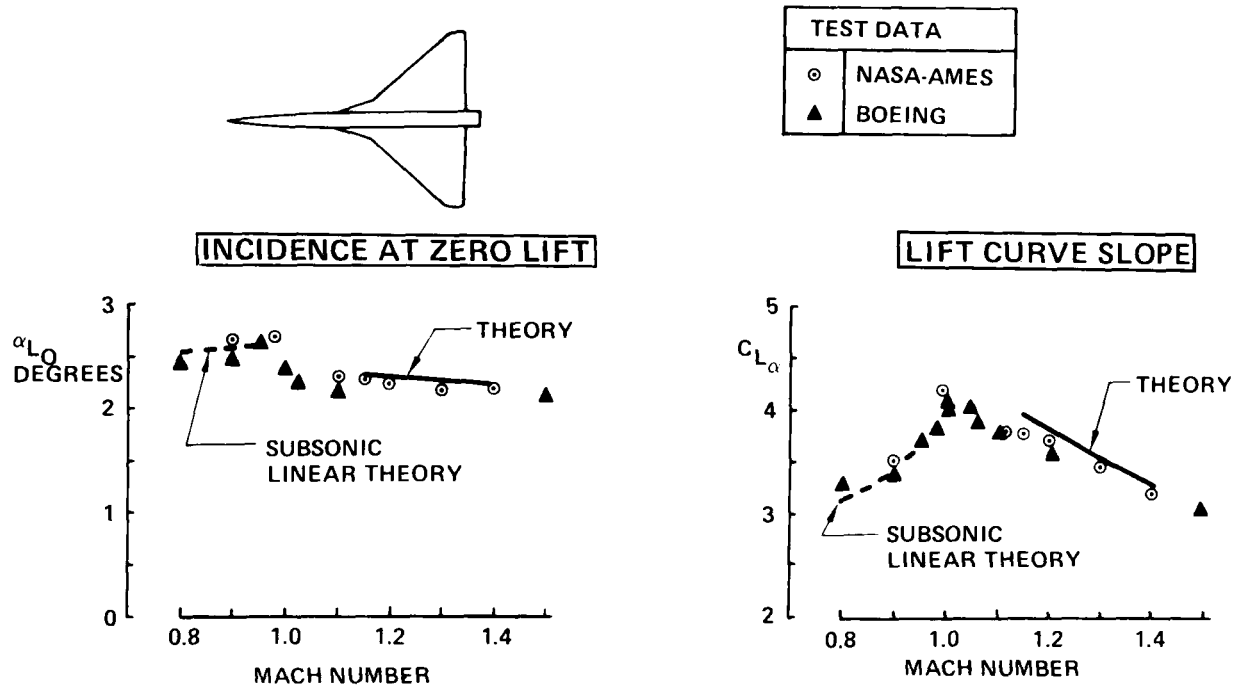 TEST DATA
⊙ NASA-AMES
▲ BOEING
INCIDENCE AT ZERO LIFT
3
2
1
0
αLO
DEGREES
THEORY
SUBSONIC
LINEAR THEORY
0.8 1.0 1.2 1.4
MACH NUMBER
LIFT CURVE SLOPE
5
4
3
2
CLα
THEORY
SUBSONIC
LINEAR THEORY
0.8 1.0 1.2 1.4
MACH NUMBER